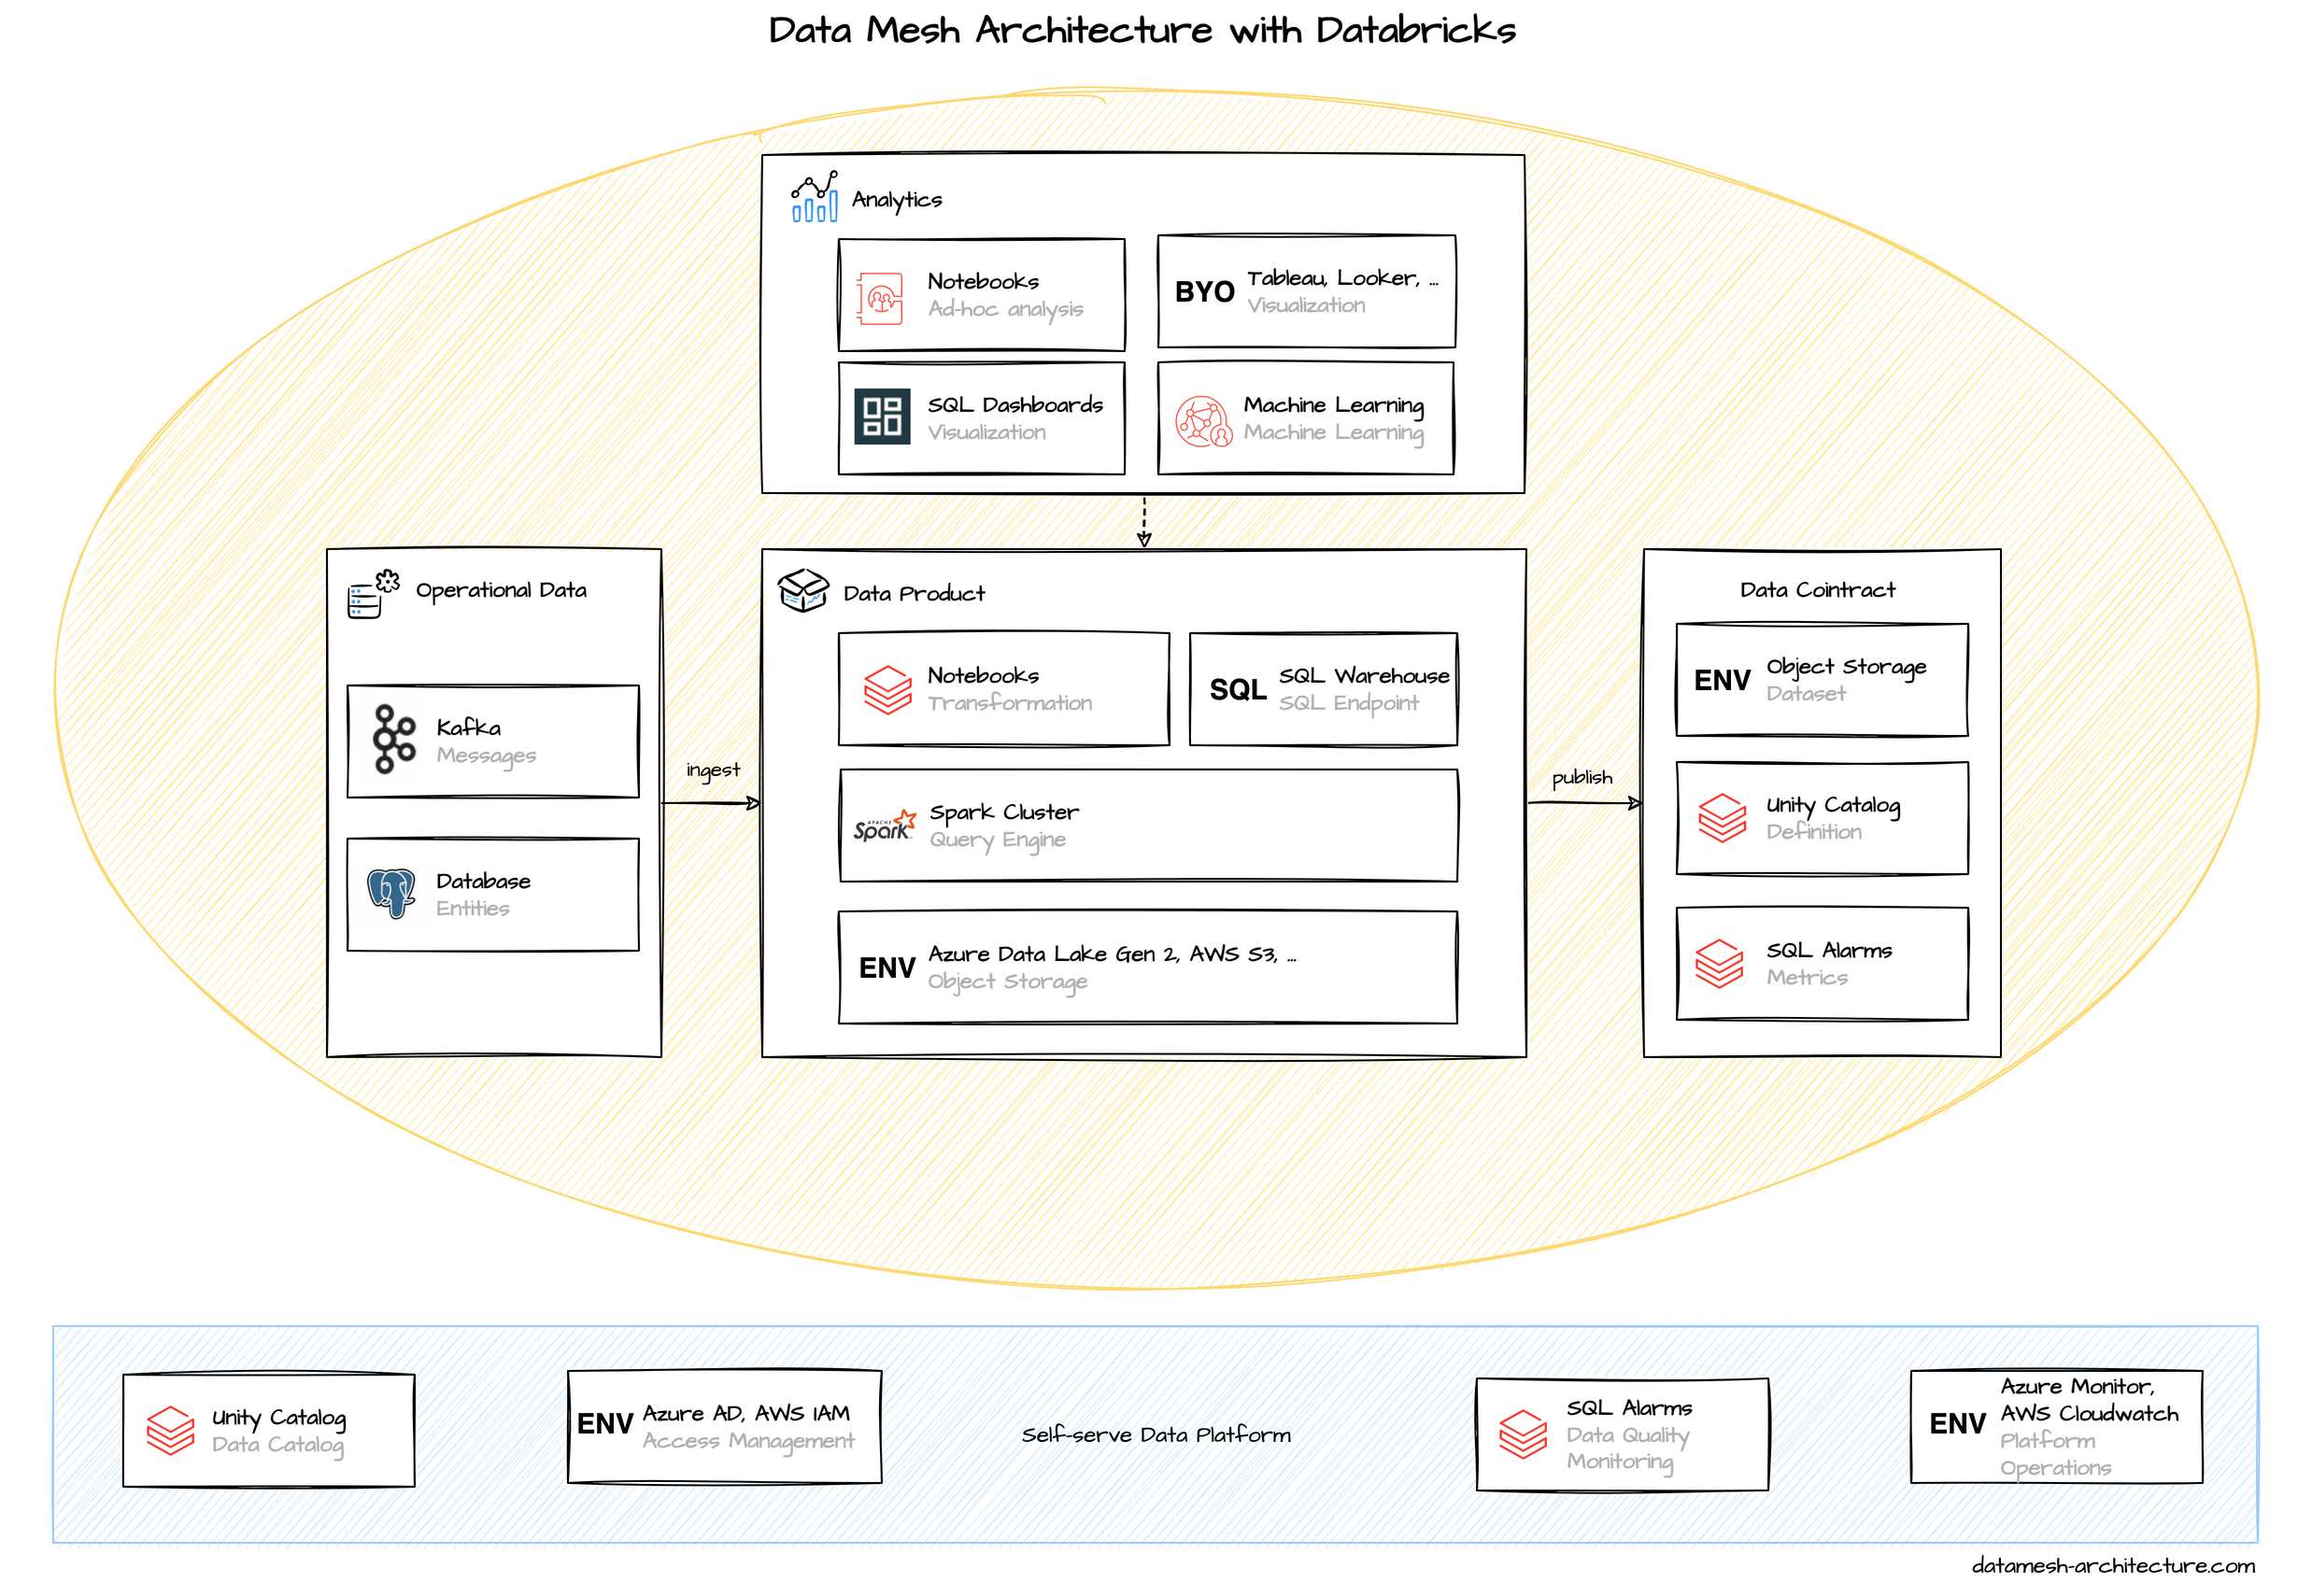 Data Mesh Architecture with Databricks
Analytics
Notebooks
Ad-hoc analysis
BYO
Tableau, Looker, ...
Visualization
SQL Dashboards
Visualization
Machine Learning
Machine Learning
Operational Data
Kafka
Messages
Database
Entities
ingest
Data Product
Notebooks
Transformation
SQL
SQL Warehouse
SQL Endpoint
APACHE
Spark
Spark Cluster
Query Engine
ENV
Azure Data Lake Gen 2, AWS S3, ...
Object Storage
publish
Data Cointract
ENV
Object Storage
Dataset
Unity Catalog
Definition
SQL Alarms
Metrics
Unity Catalog
Data Catalog
ENV
Azure AD, AWS IAM
Access Management
Self-serve Data Platform
SQL Alarms
Data Quality
Monitoring
ENV
Azure Monitor,
AWS Cloudwatch
Platform
Operations
datamesh-architecture.com